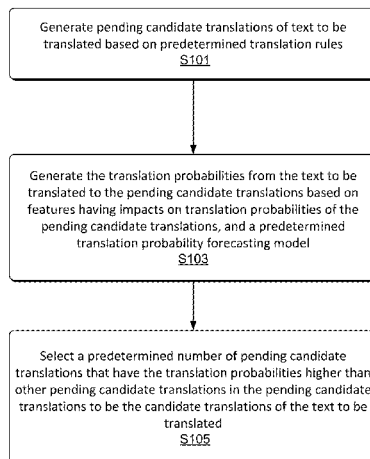 Generate pending candidate translations of text to be
translated based on predetermined translation rules
S101
Generate the translation probabilities from the text to be
translated to the pending candidate translations based on
features having impacts on translation probabilities of the
pending candidate translations, and a predetermined
translation probability forecasting model
S103
Select a predetermined number of pending candidate
translations that have the translation probabilities higher than
other pending candidate translations in the pending candidate
translations to be the candidate translations of the text to be
translated
S105